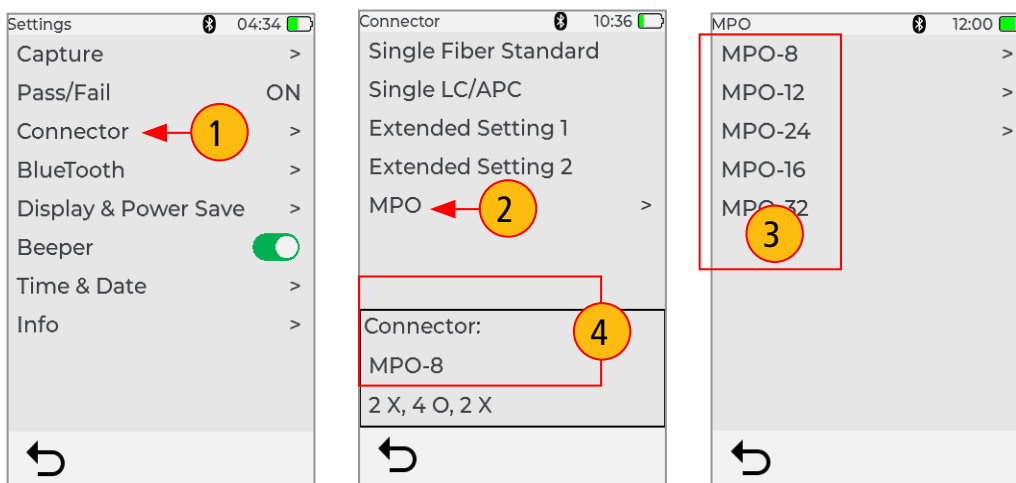 Settings 04:34
Capture >
Pass/Fail ON
Connector 1 >
BlueTooth >
Display & Power Save >
Beeper
Time & Date >
Info >
Connector 10:36
Single Fiber Standard
Single LC/APC
Extended Setting 1
Extended Setting 2
MPO 2 >
4
Connector:
MPO-8
2 X, 4 O, 2 X
MPO 12:00
MPO-8 >
MPO-12 >
MPO-24 >
MPO-16
MPO-32
3